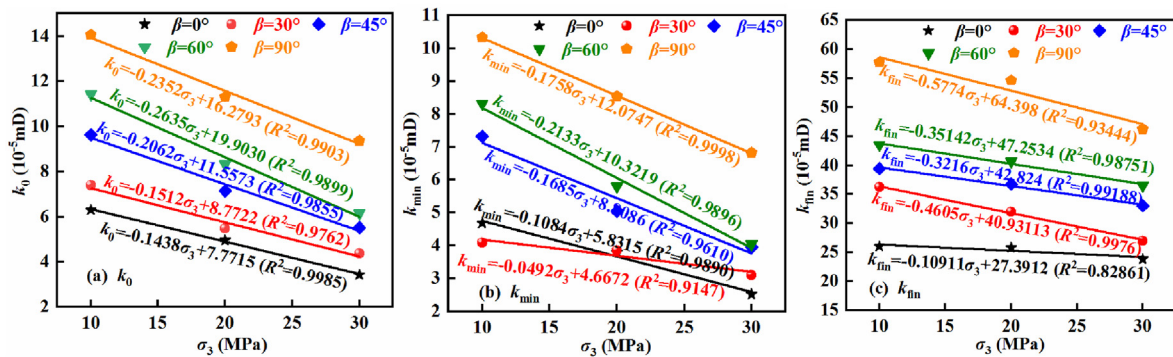 β=0° β=30° β=45°
β=60° β=90°
k₀ (10⁻⁵mD)
14
12
10
8
6
4
2
k₀=-0.2352σ₃+16.2793 (R²=0.9903)
k₀=-0.2635σ₃+19.9030 (R²=0.9899)
k₀=-0.2062σ₃+11.5573 (R²=0.9855)
k₀=-0.1512σ₃+8.7722 (R²=0.9762)
k₀=-0.1438σ₃+7.7715 (R²=0.9985)
(a) k₀
10 15 20 25 30
σ₃ (MPa)
β=0° β=30° β=45°
β=60° β=90°
kmin (10⁻⁵mD)
11
10
9
8
7
6
5
4
3
2
kmin=-0.1758σ₃+12.0747 (R²=0.9998)
kmin=-0.2133σ₃+10.3219 (R²=0.9896)
(R²=0.9610)
kmin=-0.1084σ₃+5.8315 (R²=0.9890)
kmin=-0.0492σ₃+4.6672 (R²=0.9147)
(b) kmin
10 15 20 25 30
σ₃ (MPa)
β=0° β=30° β=45°
β=60° β=90°
kfin (10⁻⁵mD)
65
60
55
50
45
40
35
30
25
20
15
kfin=-0.5774σ₃+64.398 (R²=0.93444)
kfin=-0.35142σ₃+47.2534 (R²=0.98751)
kfin=-0.3216σ₃+42.824 (R²=0.99188)
kfin=-0.4605σ₃+40.93113 (R²=0.9976)
kfin=-0.10911σ₃+27.3912 (R²=0.82861)
(c) kfin
10 15 20 25 30
σ₃ (MPa)